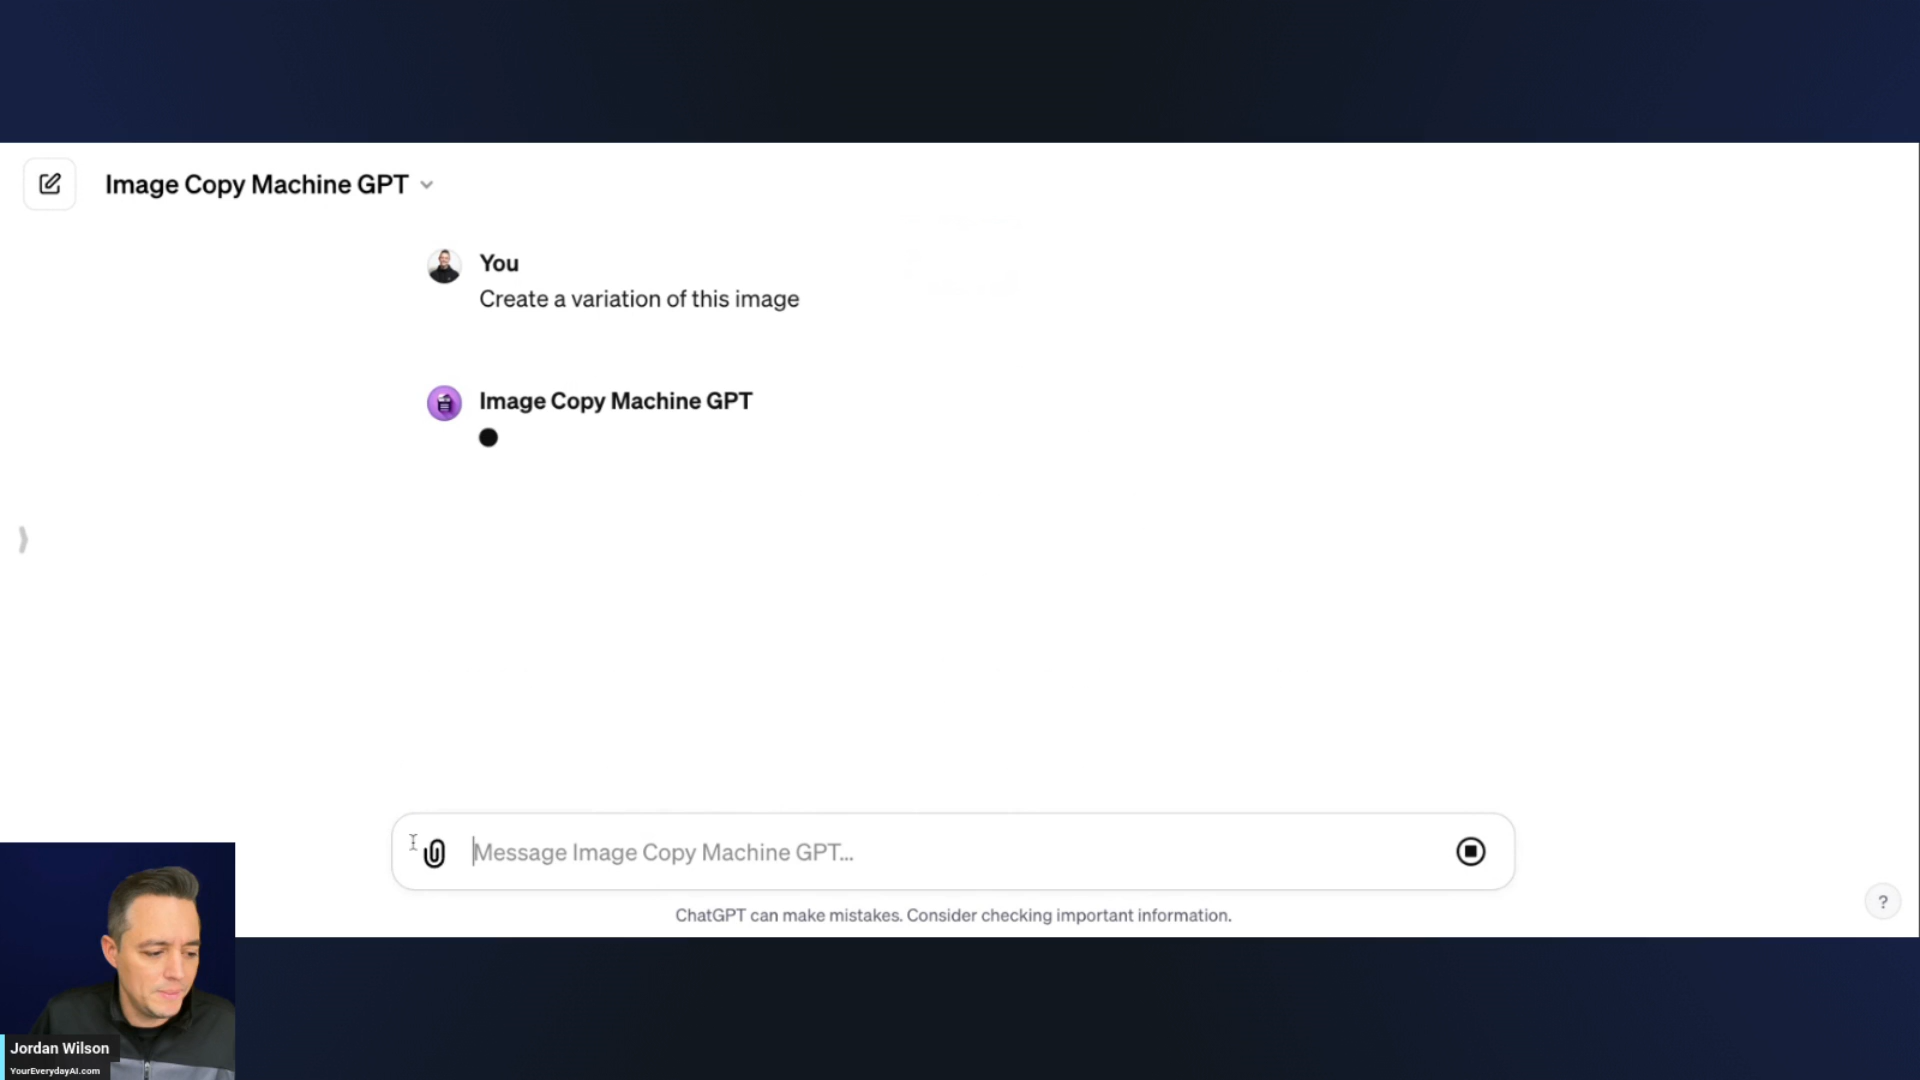 Image Copy Machine GPT
You
Create a variation of this image
Image Copy Machine GPT
Message Image Copy Machine GPT...
ChatGPT can make mistakes. Consider checking important information.
?
Jordan Wilson
YourEverydayAI.com